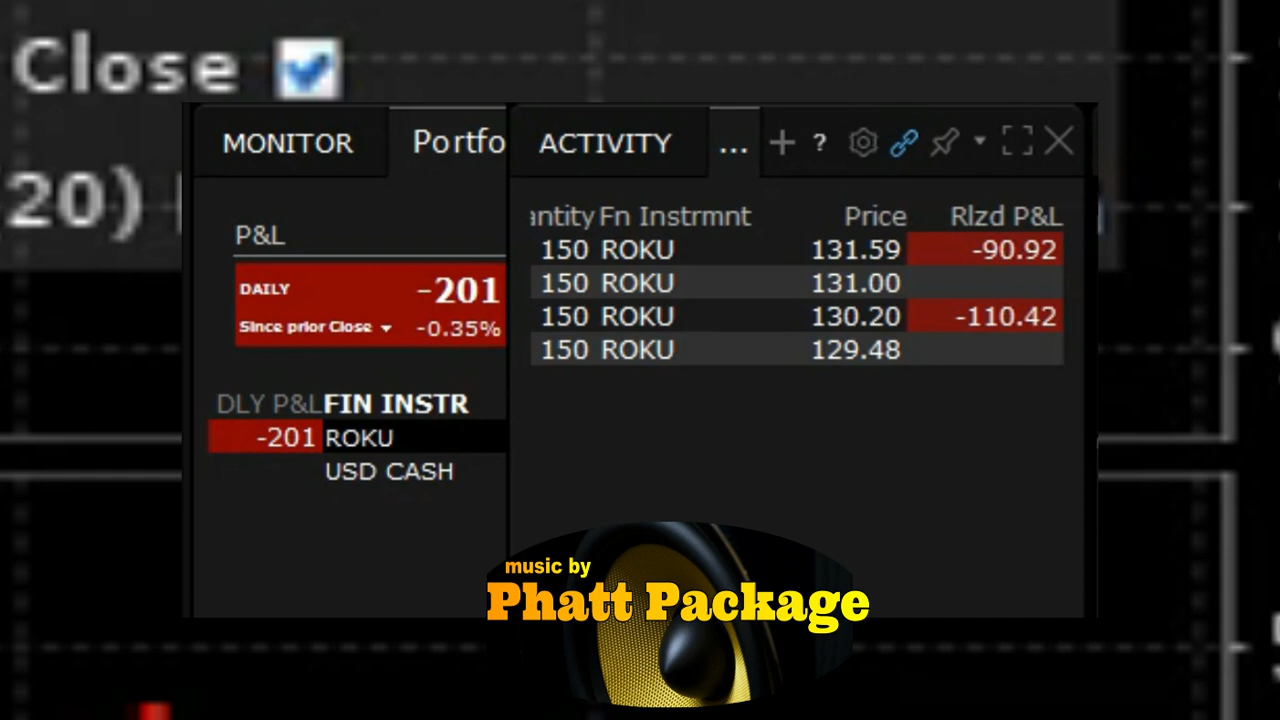 Close
20)
MONITOR
Portfo
P&L
DAILY -201
Since prior Close -0.35%
DLY P&L FIN INSTR
-201 ROKU
USD CASH
ACTIVITY ... + ?
antity Fn Instrmnt Price Rlzd P&L
150 ROKU 131.59 -90.92
150 ROKU 131.00
150 ROKU 130.20 -110.42
150 ROKU 129.48
music by
Phatt Package